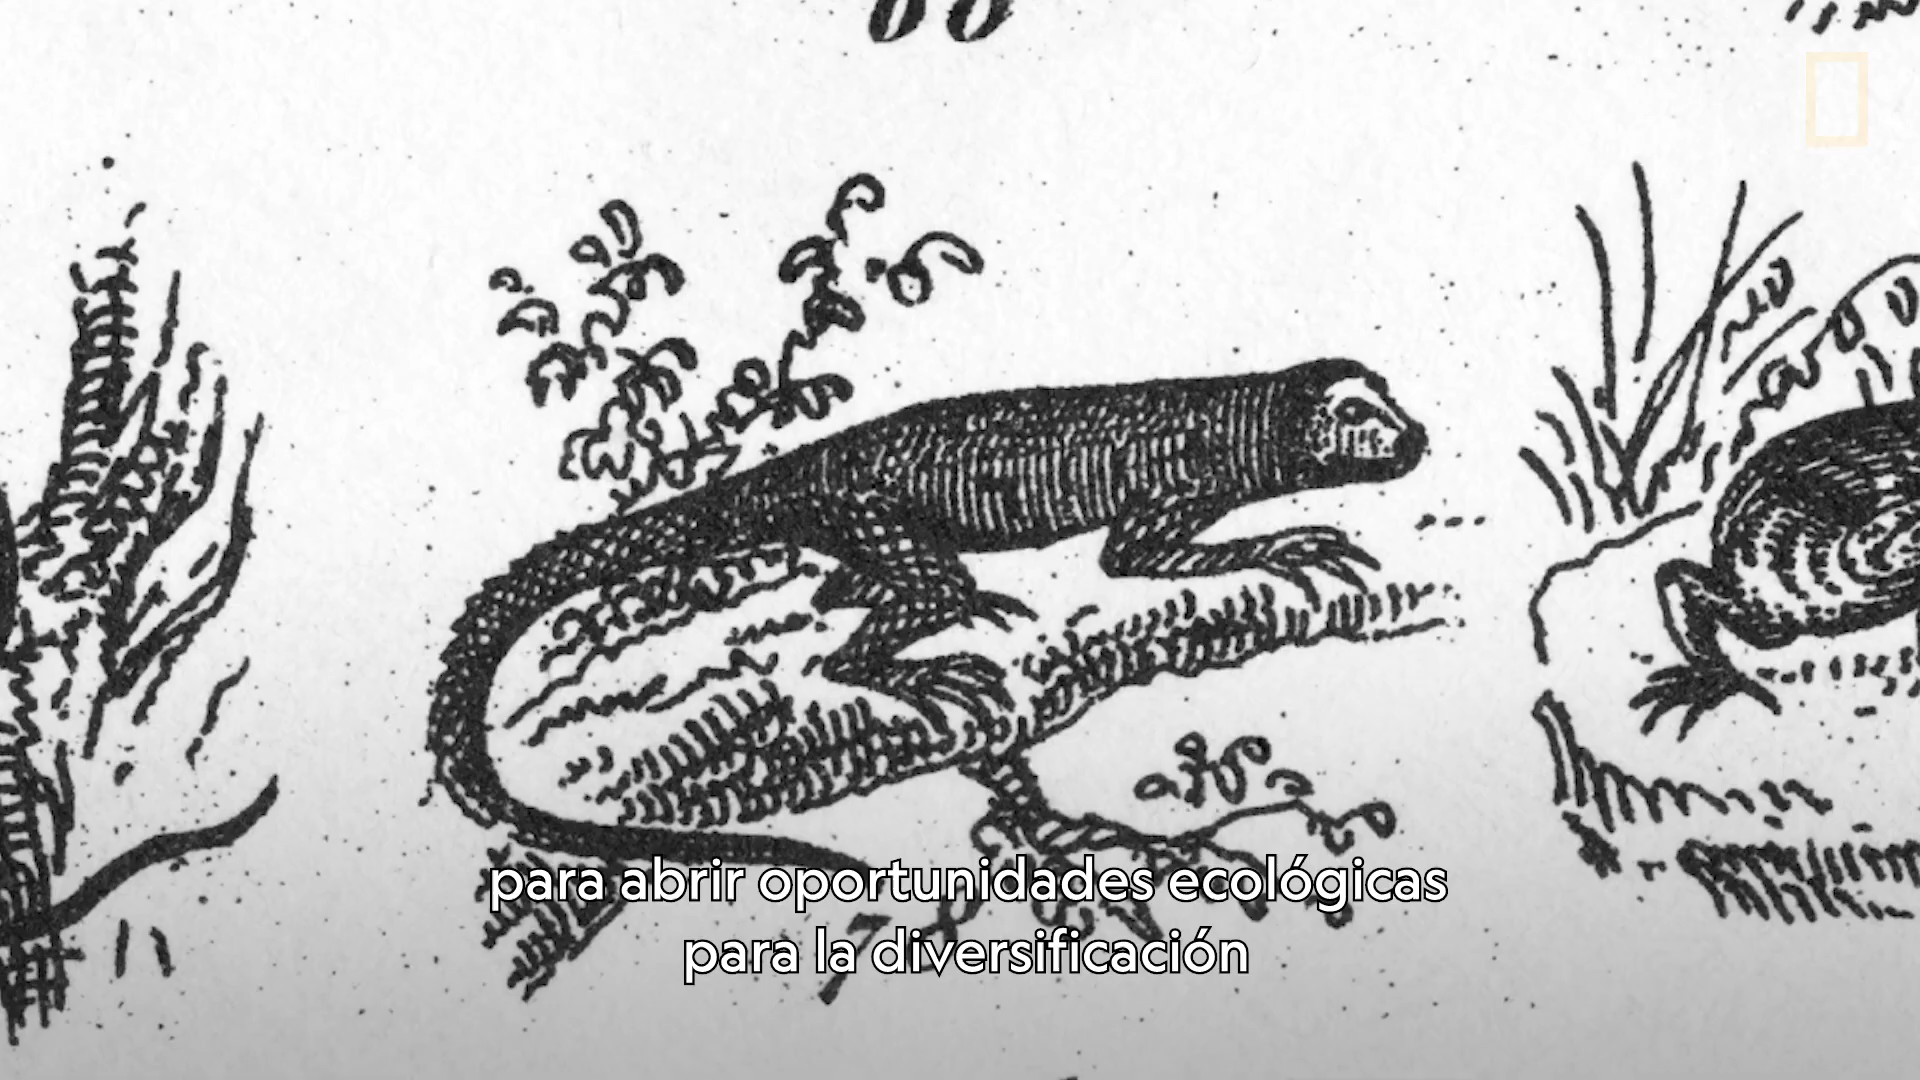 para abrir oportunidades ecológicas
para la diversificación